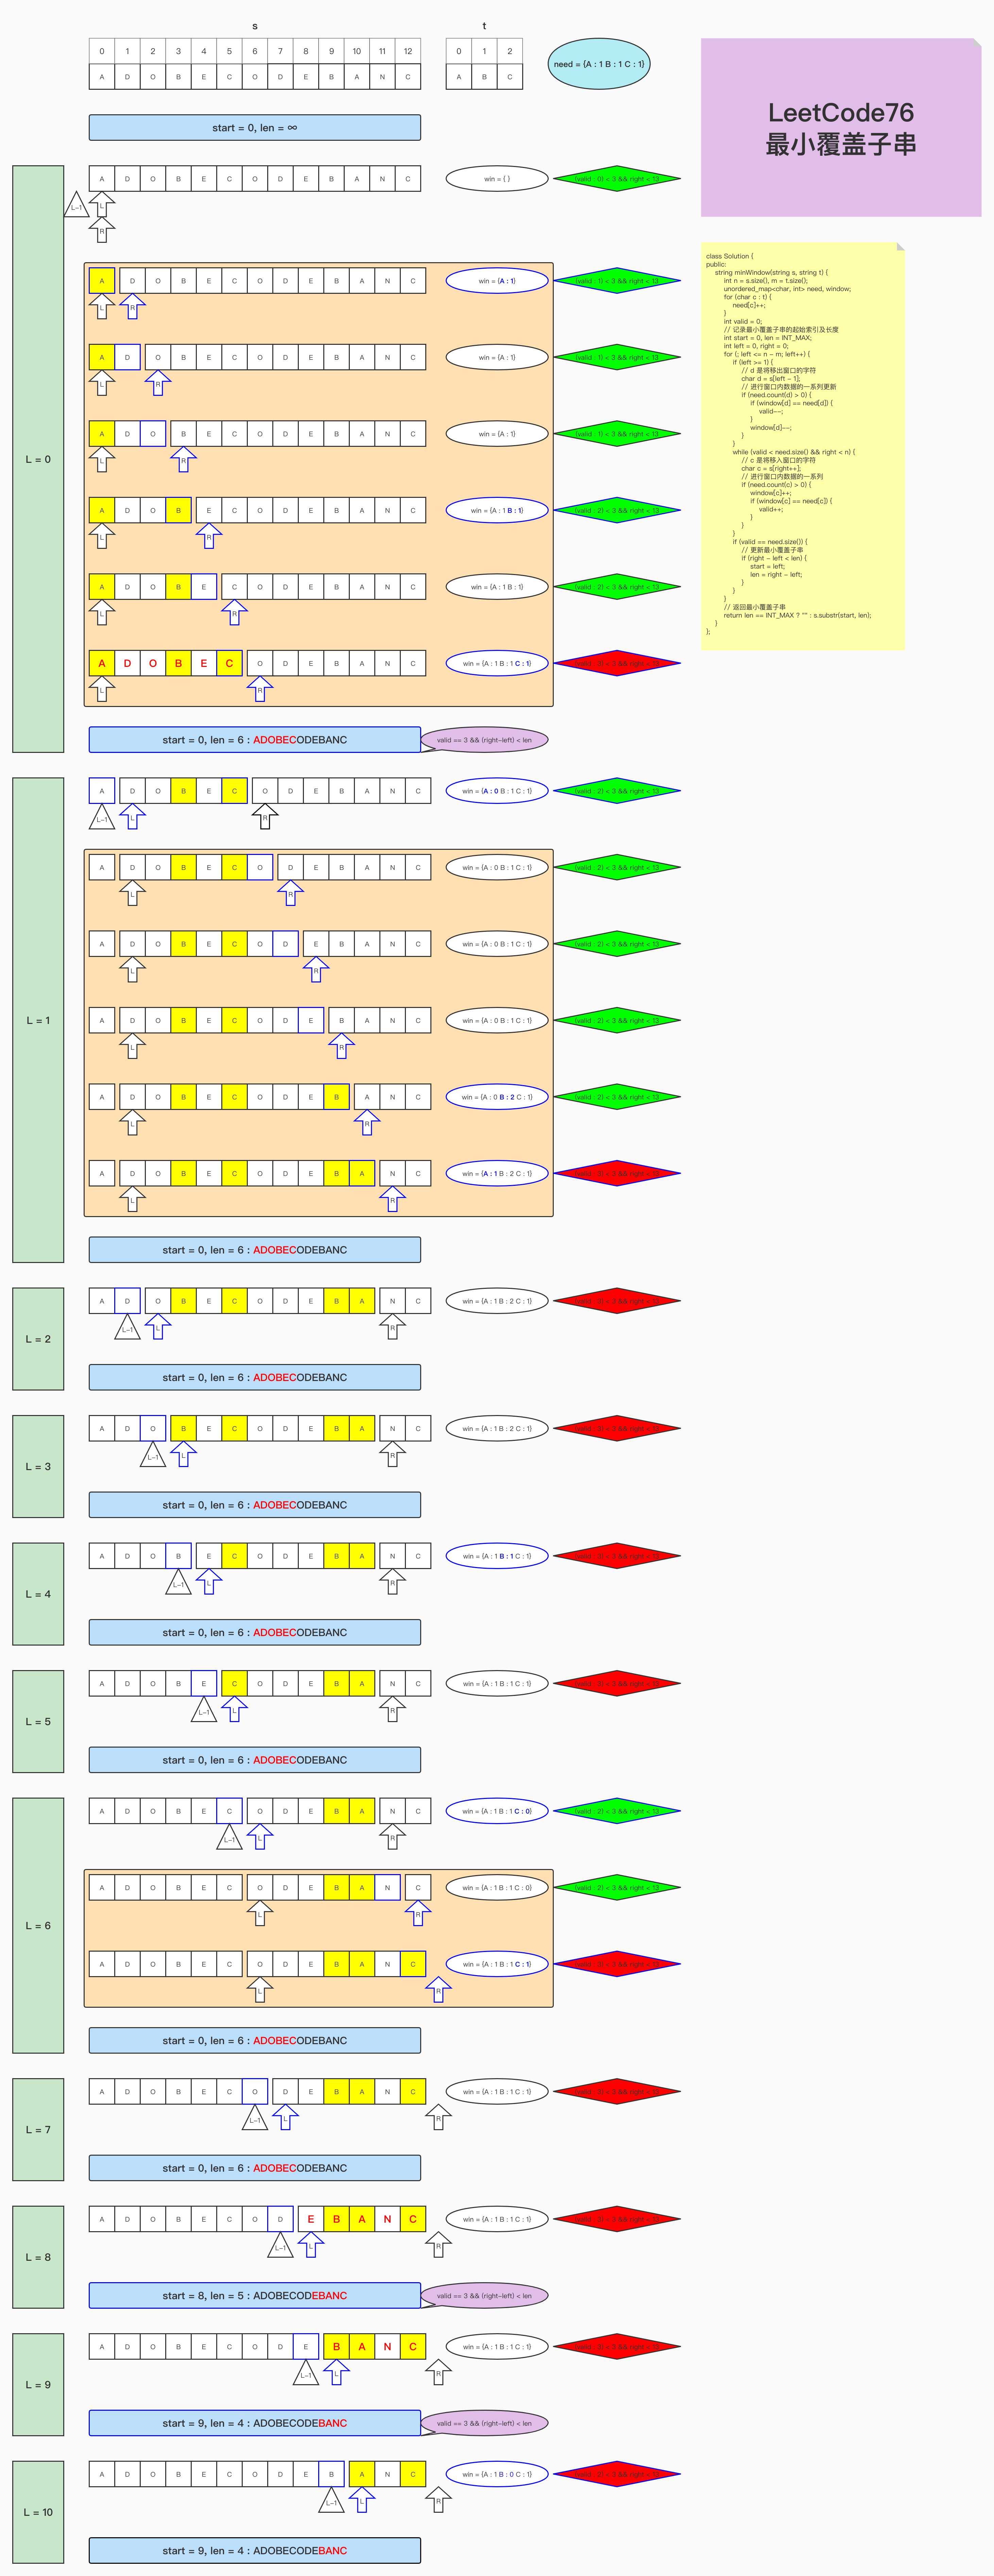 s
t
0 1 2 3 4 5 6 7 8 9 10 11 12
0 1 2
A D O B E C O D E B A N C
A B C
need = {A : 1 B : 1 C : 1}
LeetCode76
最小覆盖子串
start = 0, len = ∞
L = 0
A D O B E C O D E B A N C
win = { }
(valid : 0) < 3 && right < 13
L-1
L
R
A D O B E C O D E B A N C
win = {A : 1}
(valid : 1) < 3 && right < 13
L
R
A D O B E C O D E B A N C
win = {A : 1}
(valid : 1) < 3 && right < 13
L
R
A D O B E C O D E B A N C
win = {A : 1}
(valid : 1) < 3 && right < 13
L
R
A D O B E C O D E B A N C
win = {A : 1 B : 1}
(valid : 2) < 3 && right < 13
L
R
A D O B E C O D E B A N C
win = {A : 1 B : 1}
(valid : 2) < 3 && right < 13
L
R
A D O B E C O D E B A N C
win = {A : 1 B : 1 C : 1}
(valid : 3) < 3 && right < 13
L
R
start = 0, len = 6 : ADOBECODEBANC
valid == 3 && (right-left) < len
class Solution {
public:
string minWindow(string s, string t) {
int n = s.size(), m = t.size();
unordered_map<char, int> need, window;
for (char c : t) {
need[c]++;
}
int valid = 0;
// 记录最小覆盖子串的起始索引及长度
int start = 0, len = INT_MAX;
int left = 0, right = 0;
for (; left <= n - m; left++) {
if (left >= 1) {
// d 是将移出窗口的字符
char d = s[left - 1];
// 进行窗口内数据的一系列更新
if (need.count(d) > 0) {
if (window[d] == need[d]) {
valid--;
}
window[d]--;
}
}
while (valid < need.size() && right < n) {
// c 是将移入窗口的字符
char c = s[right++];
// 进行窗口内数据的一系列
if (need.count(c) > 0) {
window[c]++;
if (window[c] == need[c]) {
valid++;
}
}
}
if (valid == need.size()) {
// 更新最小覆盖子串
if (right - left < len) {
start = left;
len = right - left;
}
}
}
// 返回最小覆盖子串
return len == INT_MAX ? "" : s.substr(start, len);
}
};
L = 1
A D O B E C O D E B A N C
win = {A : 0 B : 1 C : 1}
(valid : 2) < 3 && right < 13
L-1
L
R
A D O B E C O D E B A N C
win = {A : 0 B : 1 C : 1}
(valid : 2) < 3 && right < 13
L
R
A D O B E C O D E B A N C
win = {A : 0 B : 1 C : 1}
(valid : 2) < 3 && right < 13
L
R
A D O B E C O D E B A N C
win = {A : 0 B : 1 C : 1}
(valid : 2) < 3 && right < 13
L
R
A D O B E C O D E B A N C
win = {A : 0 B : 2 C : 1}
(valid : 2) < 3 && right < 13
L
R
A D O B E C O D E B A N C
win = {A : 1 B : 2 C : 1}
(valid : 3) < 3 && right < 13
L
R
start = 0, len = 6 : ADOBECODEBANC
L = 2
A D O B E C O D E B A N C
win = {A : 1 B : 2 C : 1}
(valid : 3) < 3 && right < 13
L-1
L
R
start = 0, len = 6 : ADOBECODEBANC
L = 3
A D O B E C O D E B A N C
win = {A : 1 B : 2 C : 1}
(valid : 3) < 3 && right < 13
L-1
L
R
start = 0, len = 6 : ADOBECODEBANC
L = 4
A D O B E C O D E B A N C
win = {A : 1 B : 1 C : 1}
(valid : 3) < 3 && right < 13
L-1
L
R
start = 0, len = 6 : ADOBECODEBANC
L = 5
A D O B E C O D E B A N C
win = {A : 1 B : 1 C : 1}
(valid : 3) < 3 && right < 13
L-1
L
R
start = 0, len = 6 : ADOBECODEBANC
L = 6
A D O B E C O D E B A N C
win = {A : 1 B : 1 C : 0}
(valid : 2) < 3 && right < 13
L-1
L
R
A D O B E C O D E B A N C
win = {A : 1 B : 1 C : 0}
(valid : 2) < 3 && right < 13
L
R
A D O B E C O D E B A N C
win = {A : 1 B : 1 C : 1}
(valid : 3) < 3 && right < 13
L
R
start = 0, len = 6 : ADOBECODEBANC
L = 7
A D O B E C O D E B A N C
win = {A : 1 B : 1 C : 1}
(valid : 3) < 3 && right < 13
L-1
L
R
start = 0, len = 6 : ADOBECODEBANC
L = 8
A D O B E C O D E B A N C
win = {A : 1 B : 1 C : 1}
(valid : 3) < 3 && right < 13
L-1
L
R
start = 8, len = 5 : ADOBECODEBANC
valid == 3 && (right-left) < len
L = 9
A D O B E C O D E B A N C
win = {A : 1 B : 1 C : 1}
(valid : 3) < 3 && right < 13
L-1
L
R
start = 9, len = 4 : ADOBECODEBANC
valid == 3 && (right-left) < len
L = 10
A D O B E C O D E B A N C
win = {A : 1 B : 0 C : 1}
(valid : 2) < 3 && right < 13
L-1
L
R
start = 9, len = 4 : ADOBECODEBANC